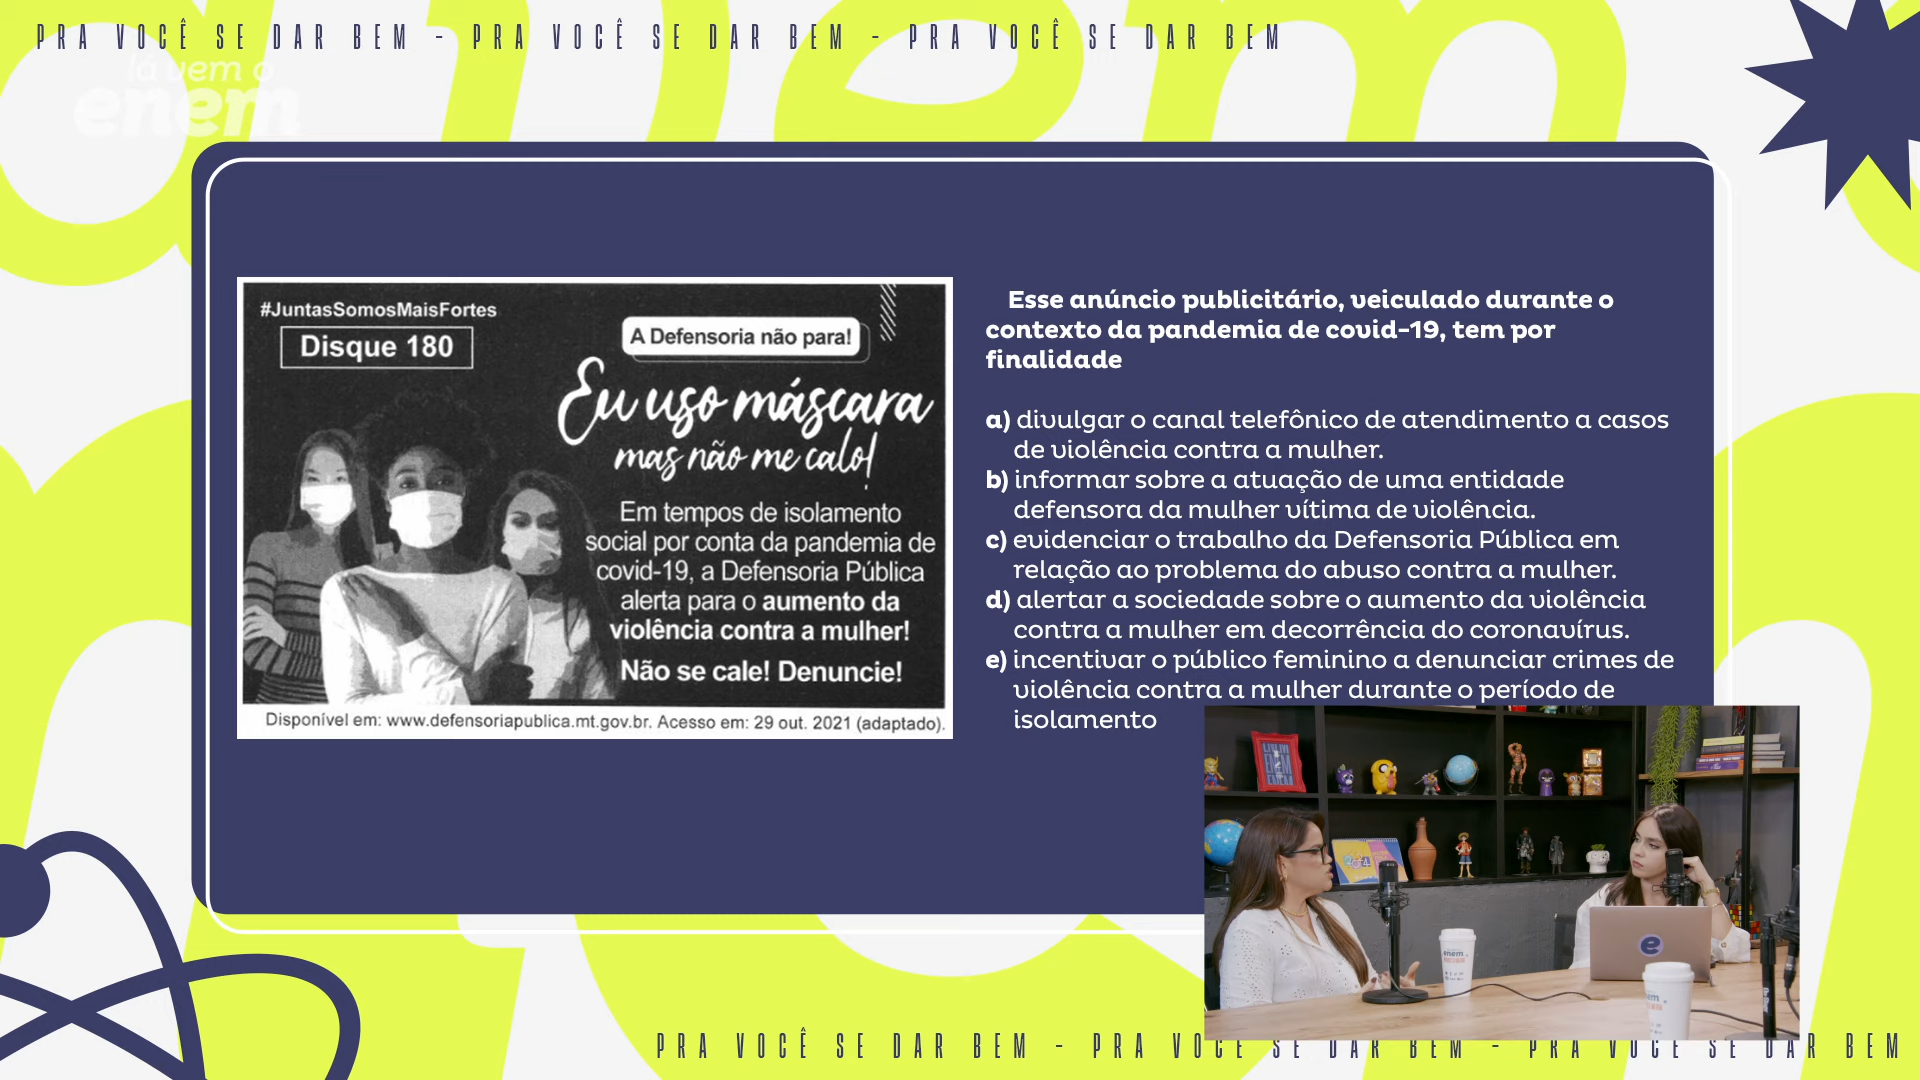 PRA VOCÊ SE DAR BEM - PRA VOCÊ SE DAR BEM - PRA VOCÊ SE DAR BEM
lá vem o
enem
#JuntasSomosMaisFortes
Disque 180
A Defensoria não para!
Eu uso máscara
mas não me calo!
Em tempos de isolamento
social por conta da pandemia de
covid-19, a Defensoria Pública
alerta para o aumento da
violência contra a mulher!
Não se cale! Denuncie!
Disponível em: www.defensoriapublica.mt.gov.br. Acesso em: 29 out. 2021 (adaptado).
Esse anúncio publicitário, veiculado durante o
contexto da pandemia de covid-19, tem por
finalidade
a) divulgar o canal telefônico de atendimento a casos
de violência contra a mulher.
b) informar sobre a atuação de uma entidade
defensora da mulher vítima de violência.
c) evidenciar o trabalho da Defensoria Pública em
relação ao problema do abuso contra a mulher.
d) alertar a sociedade sobre o aumento da violência
contra a mulher em decorrência do coronavírus.
e) incentivar o público feminino a denunciar crimes de
violência contra a mulher durante o período de
isolamento
enem
e
PRA VOCÊ SE DAR BEM - PRA VOCÊ SE DAR BEM - PRA VOCÊ SE DAR BEM